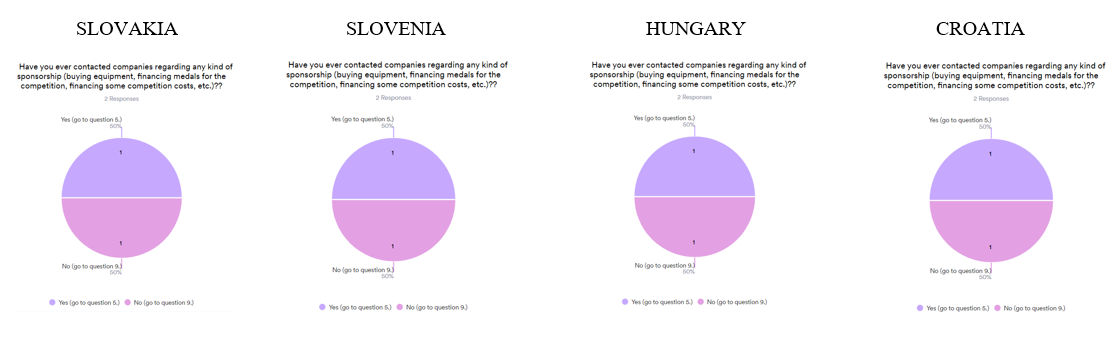 SLOVAKIA
Have you ever contacted companies regarding any kind of
sponsorship (buying equipment, financing medals for the
competition, financing some competition costs, etc.)??
2 Responses
Yes (go to question 5.)
50%
1
1
No (go to question 9.)
50%
Yes (go to question 5.) No (go to question 9.)
SLOVENIA
Have you ever contacted companies regarding any kind of
sponsorship (buying equipment, financing medals for the
competition, financing some competition costs, etc.)??
2 Responses
Yes (go to question 5.)
50%
1
1
No (go to question 9.)
50%
Yes (go to question 5.) No (go to question 9.)
HUNGARY
Have you ever contacted companies regarding any kind of
sponsorship (buying equipment, financing medals for the
competition, financing some competition costs, etc.)??
2 Responses
Yes (go to question 5.)
50%
1
1
No (go to question 9.)
50%
Yes (go to question 5.) No (go to question 9.)
CROATIA
Have you ever contacted companies regarding any kind of
sponsorship (buying equipment, financing medals for the
competition, financing some competition costs, etc.)??
2 Responses
Yes (go to question 5.)
50%
1
1
No (go to question 9.)
50%
Yes (go to question 5.) No (go to question 9.)